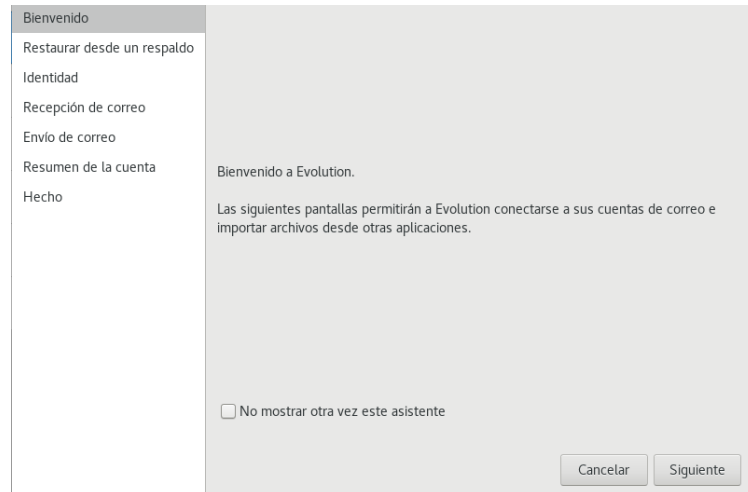 Bienvenido
Restaurar desde un respaldo
Identidad
Recepción de correo
Envío de correo
Resumen de la cuenta
Hecho
Bienvenido a Evolution.
Las siguientes pantallas permitirán a Evolution conectarse a sus cuentas de correo e
importar archivos desde otras aplicaciones.
No mostrar otra vez este asistente
Cancelar
Siguiente